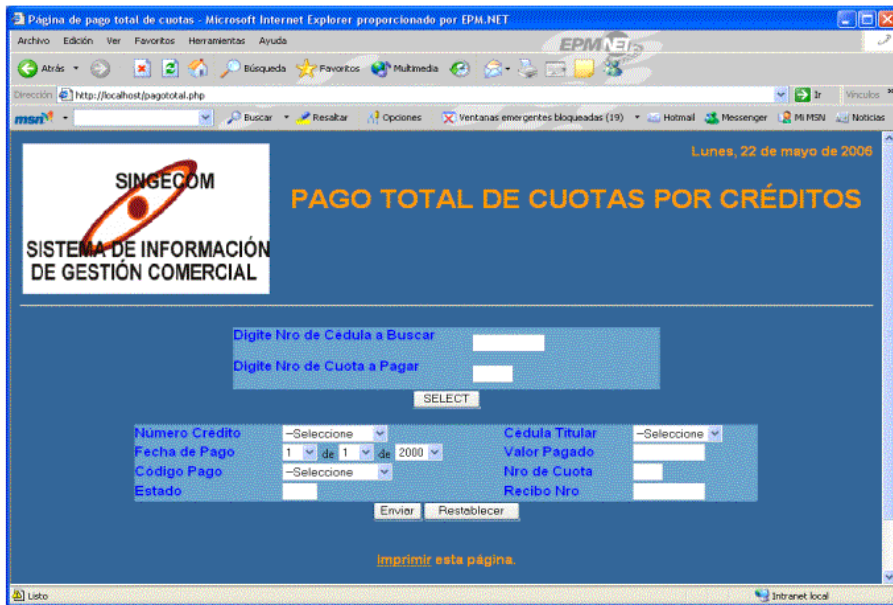 Página de pago total de cuotas - Microsoft Internet Explorer proporcionado por EPM.NET
Archivo Edición Ver Favoritos Herramientas Ayuda
EPM.NET
Atrás Búsqueda Favoritos Multimedia
Dirección http://localhost/pagototal.php Ir Vínculos »
msn Buscar Resaltar Opciones Ventanas emergentes bloqueadas (19) Hotmail Messenger Mi MSN Noticias
Lunes, 22 de mayo de 2006
SINGECOM
SISTEMA DE INFORMACIÓN
DE GESTIÓN COMERCIAL
PAGO TOTAL DE CUOTAS POR CRÉDITOS
Digite Nro de Cédula a Buscar
Digite Nro de Cuota a Pagar
SELECT
Número Crédito --Seleccione Cédula Titular --Seleccione
Fecha de Pago 1 de 1 de 2000 Valor Pagado
Código Pago --Seleccione Nro de Cuota
Estado Recibo Nro
Enviar Restablecer
Imprimir esta página.
Listo Intranet local